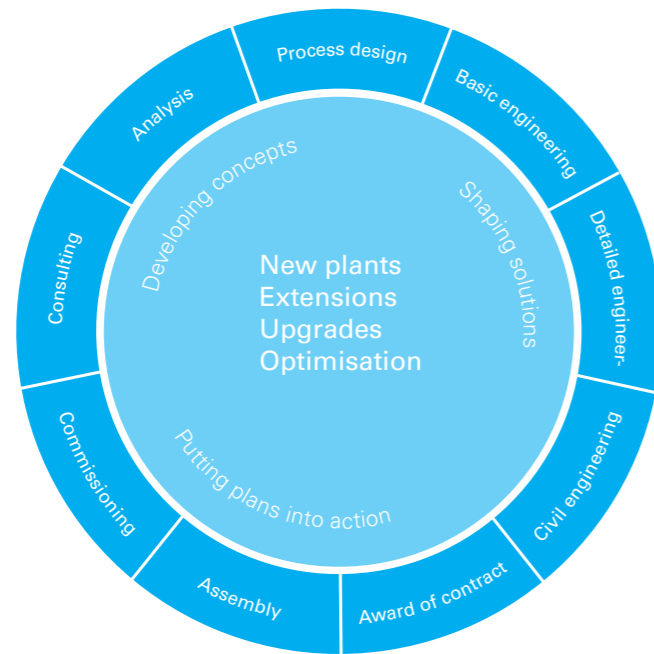 Process design
Basic engineering
Detailed engineer-
Civil engineering
Award of contract
Assembly
Commissioning
Consulting
Analysis
Developing concepts
Shaping solutions
Putting plans into action
New plants
Extensions
Upgrades
Optimisation